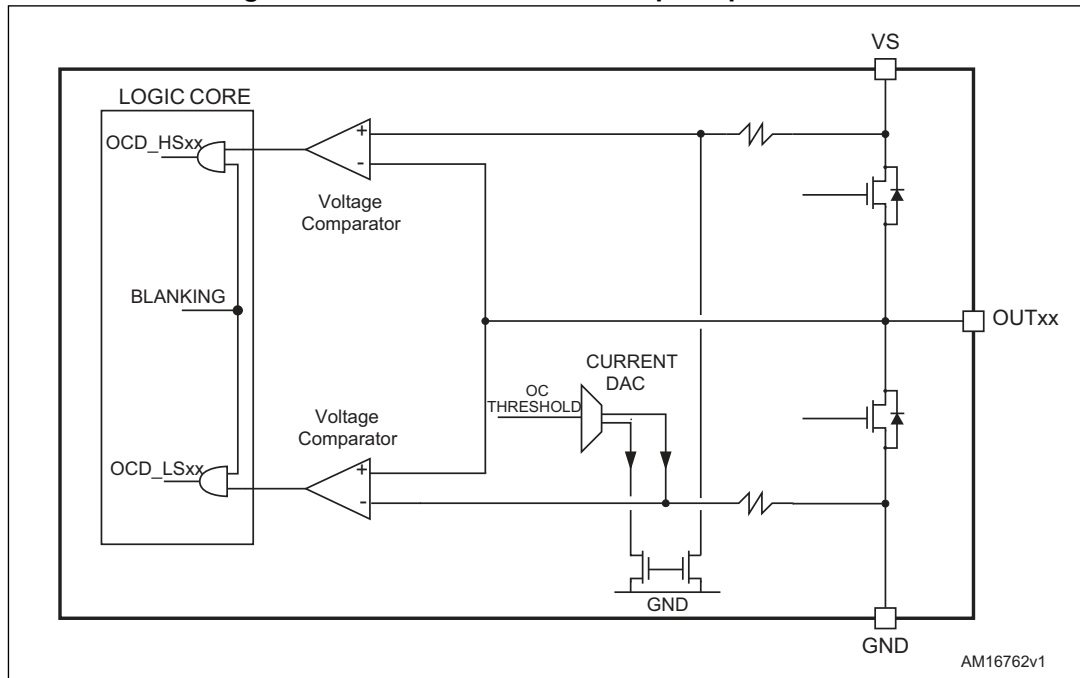 VS
LOGIC CORE
OCD_HSxx
+
-
Voltage
Comparator
BLANKING
OUTxx
CURRENT
DAC
OC
THRESHOLD
Voltage
Comparator
OCD_LSxx
+
-
GND
GND
AM16762v1